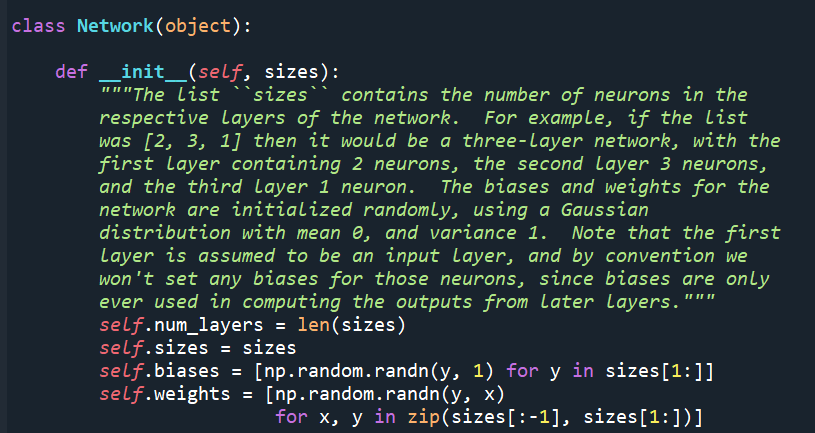 class Network(object):
def __init__(self, sizes):
"""The list ``sizes`` contains the number of neurons in the
respective layers of the network.  For example, if the list
was [2, 3, 1] then it would be a three-layer network, with the
first layer containing 2 neurons, the second layer 3 neurons,
and the third layer 1 neuron.  The biases and weights for the
network are initialized randomly, using a Gaussian
distribution with mean 0, and variance 1.  Note that the first
layer is assumed to be an input layer, and by convention we
won't set any biases for those neurons, since biases are only
ever used in computing the outputs from later layers."""
self.num_layers = len(sizes)
self.sizes = sizes
self.biases = [np.random.randn(y, 1) for y in sizes[1:]]
self.weights = [np.random.randn(y, x)
for x, y in zip(sizes[:-1], sizes[1:])]